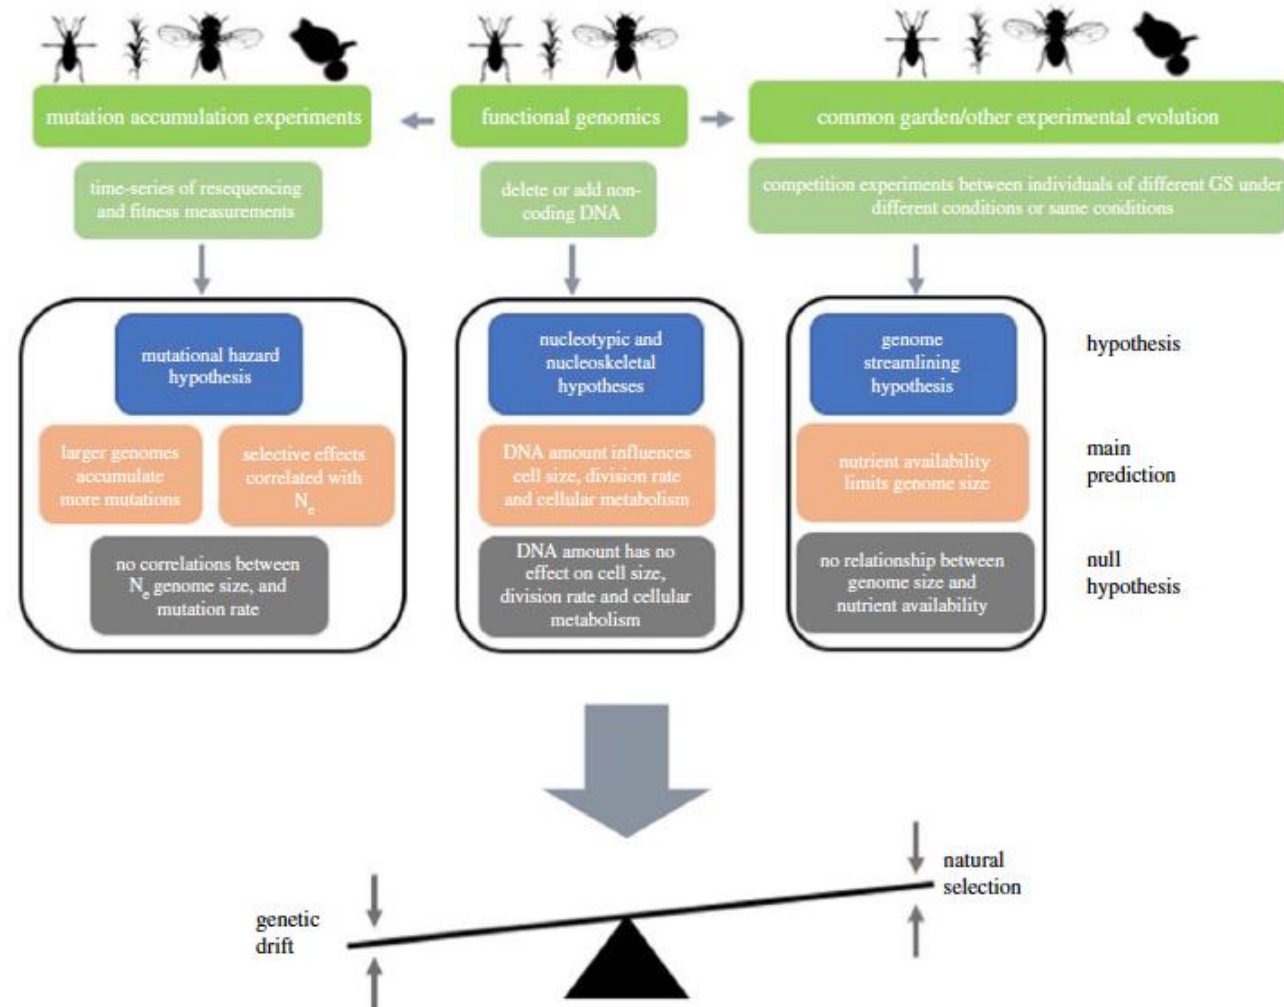 mutation accumulation experiments
functional genomics
common garden/other experimental evolution
time-series of resequencing
and fitness measurements
delete or add non-
coding DNA
competition experiments between individuals of different GS under
different conditions or same conditions
mutational hazard
hypothesis
nucleotypic and
nucleoskeletal
hypotheses
genome
streamlining
hypothesis
hypothesis
larger genomes
accumulate
more mutations
selective effects
correlated with
Ne
DNA amount influences
cell size, division rate
and cellular metabolism
nutrient availability
limits genome size
main
prediction
no correlations between
Ne genome size, and
mutation rate
DNA amount has no
effect on cell size,
division rate and cellular
metabolism
no relationship between
genome size and
nutrient availability
null
hypothesis
natural
selection
genetic
drift